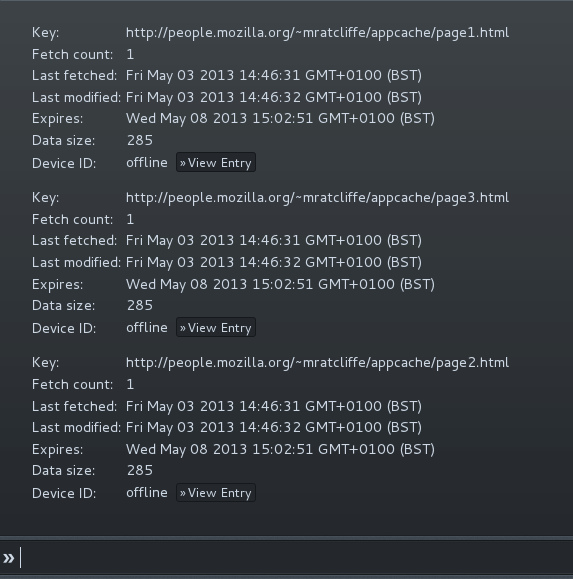 Key: http://people.mozilla.org/~mratcliffe/appcache/page1.html
Fetch count: 1
Last fetched: Fri May 03 2013 14:46:31 GMT+0100 (BST)
Last modified: Fri May 03 2013 14:46:32 GMT+0100 (BST)
Expires: Wed May 08 2013 15:02:51 GMT+0100 (BST)
Data size: 285
Device ID: offline » View Entry
Key: http://people.mozilla.org/~mratcliffe/appcache/page3.html
Fetch count: 1
Last fetched: Fri May 03 2013 14:46:31 GMT+0100 (BST)
Last modified: Fri May 03 2013 14:46:32 GMT+0100 (BST)
Expires: Wed May 08 2013 15:02:51 GMT+0100 (BST)
Data size: 285
Device ID: offline » View Entry
Key: http://people.mozilla.org/~mratcliffe/appcache/page2.html
Fetch count: 1
Last fetched: Fri May 03 2013 14:46:31 GMT+0100 (BST)
Last modified: Fri May 03 2013 14:46:32 GMT+0100 (BST)
Expires: Wed May 08 2013 15:02:51 GMT+0100 (BST)
Data size: 285
Device ID: offline » View Entry
»